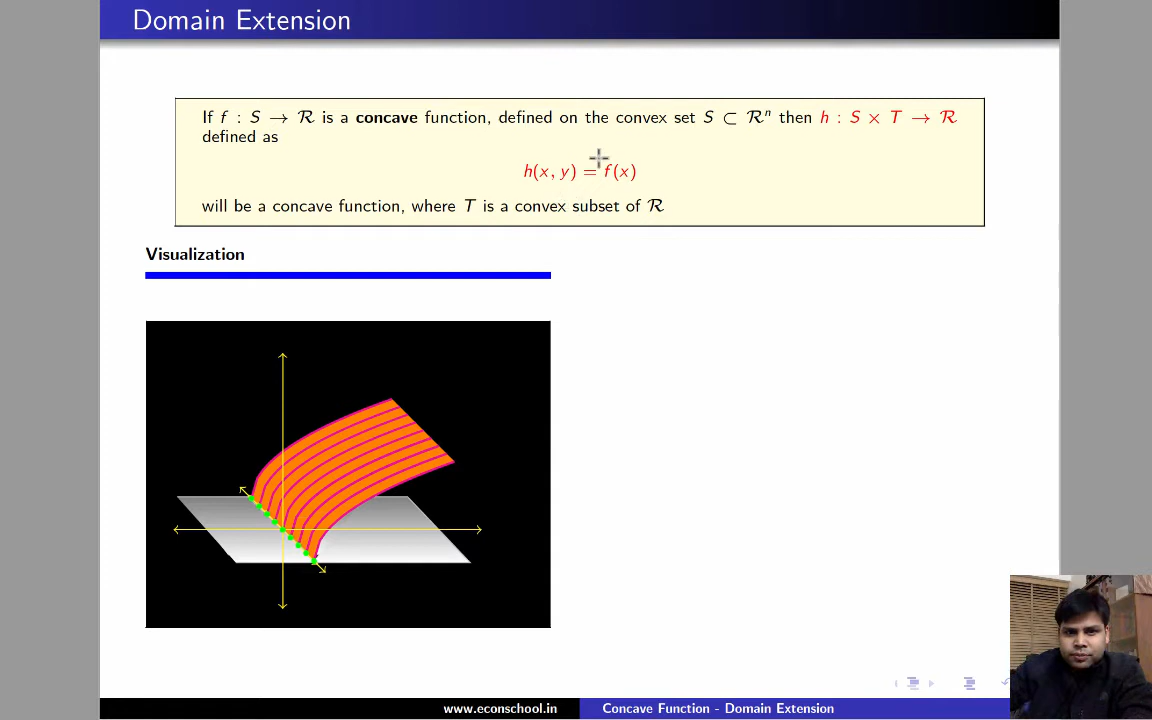 Domain Extension
If f : S → ℛ is a concave function, defined on the convex set S ⊂ ℛⁿ then h : S × T → ℛ
defined as
h(x, y) = f(x)
will be a concave function, where T is a convex subset of ℛ
Visualization
www.econschool.in Concave Function - Domain Extension